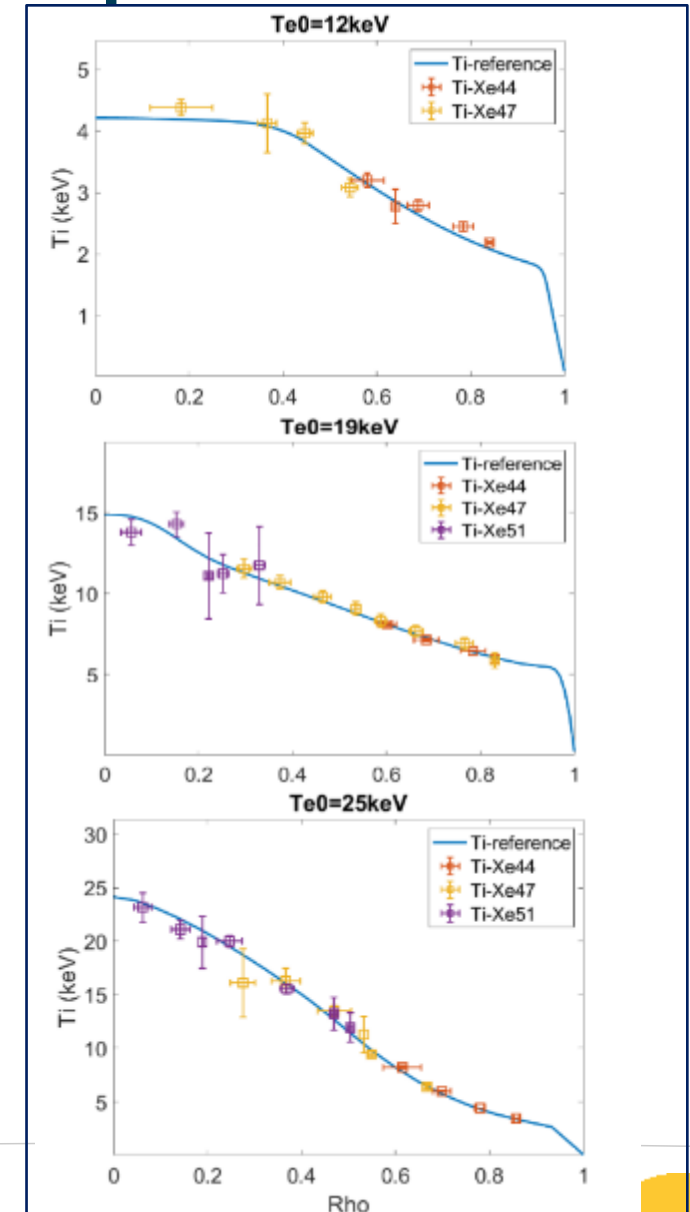 Te0=12keV
Ti-reference
Ti-Xe44
Ti-Xe47
5
4
3
2
1
Ti (keV)
0 0.2 0.4 0.6 0.8 1
Te0=19keV
Ti-reference
Ti-Xe44
Ti-Xe47
Ti-Xe51
15
10
5
Ti (keV)
0 0.2 0.4 0.6 0.8 1
Te0=25keV
Ti-reference
Ti-Xe44
Ti-Xe47
Ti-Xe51
30
25
20
15
10
5
Ti (keV)
0 0.2 0.4 0.6 0.8 1
Rho